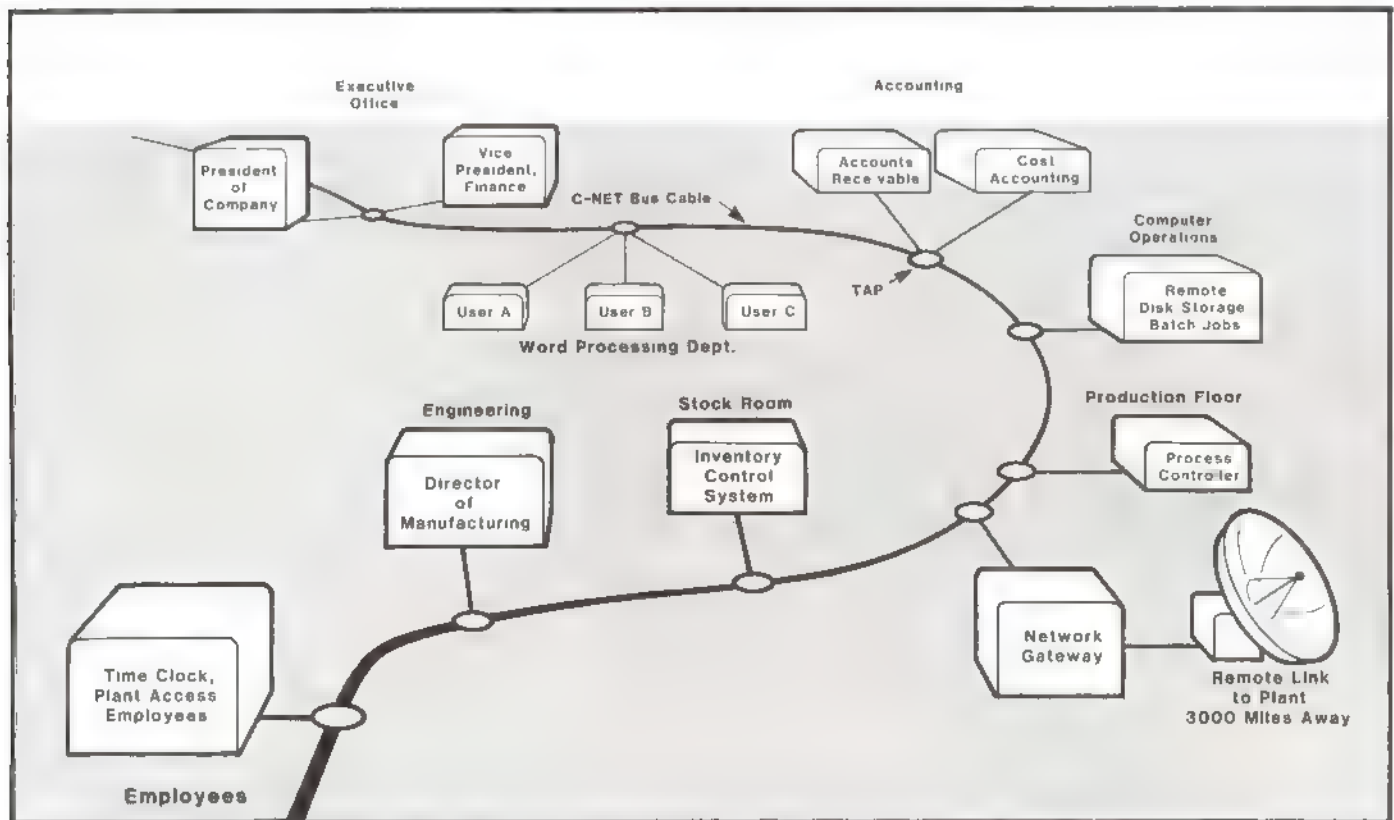 Executive
Office
Accounting
President
of
Company
Vice
President,
Finance
C-NET Bus Cable
Accounts
Receivable
Cost
Accounting
Computer
Operations
TAP
Remote
Disk Storage
Batch Jobs
User A
User B
User C
Word Processing Dept.
Engineering
Stock Room
Production Floor
Director
of
Manufacturing
Inventory
Control
System
Process
Controller
Network
Gateway
Time Clock,
Plant Access
Employees
Remote Link
to Plant
3000 Miles Away
Employees